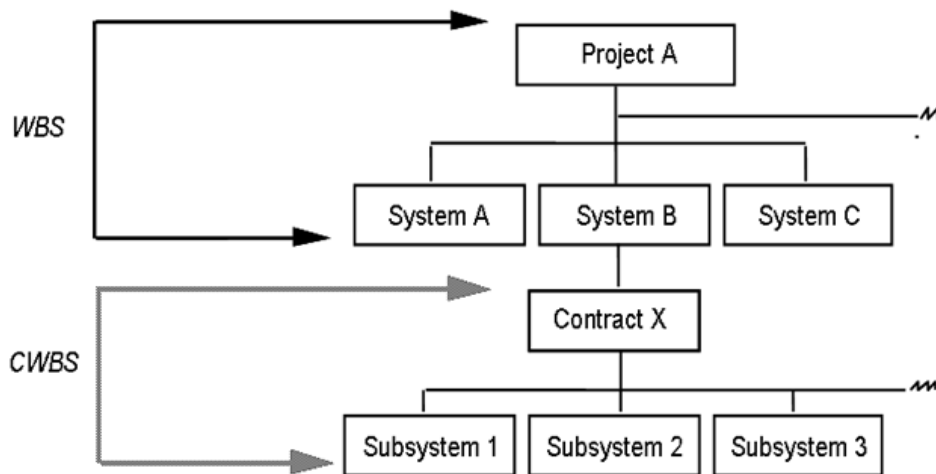 Project A
WBS
System A
System B
System C
Contract X
CWBS
Subsystem 1
Subsystem 2
Subsystem 3